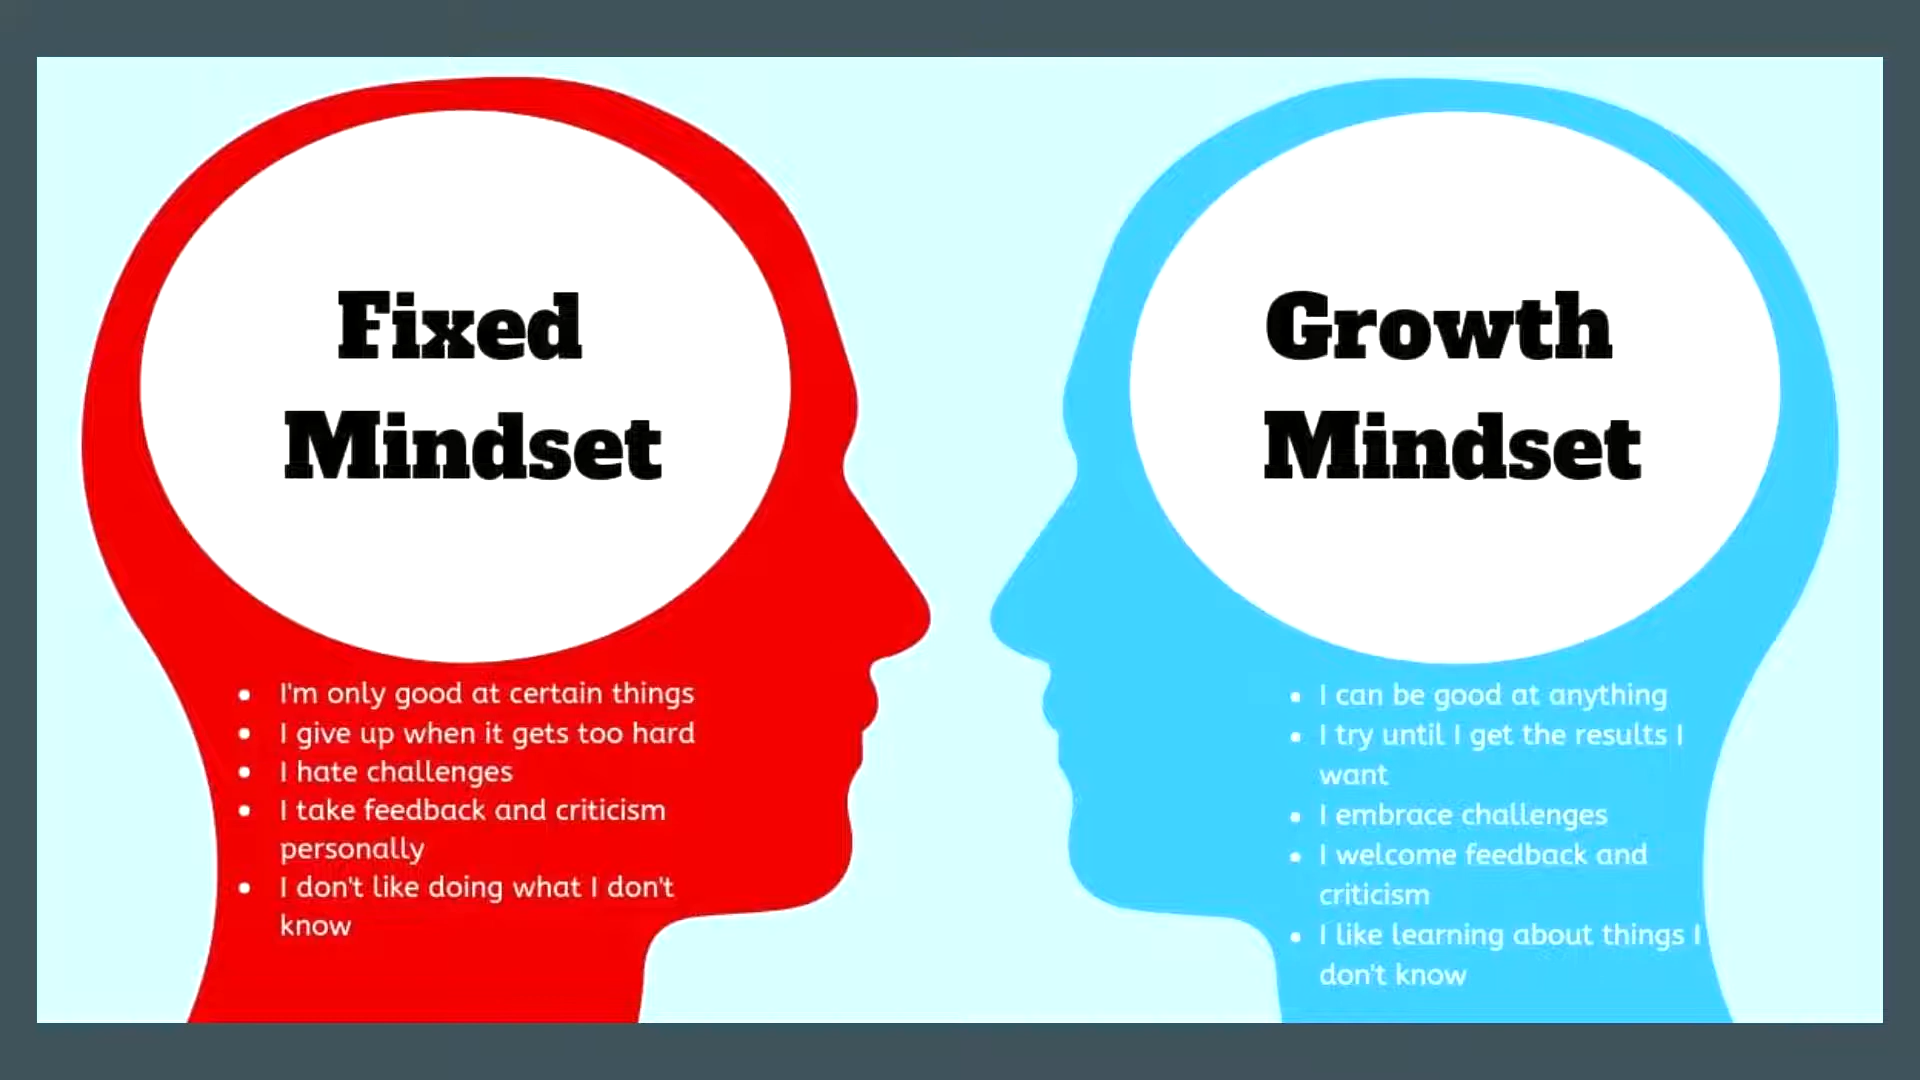 Fixed
Mindset
I'm only good at certain things
I give up when it gets too hard
I hate challenges
I take feedback and criticism
personally
I don't like doing what I don't
know
Growth
Mindset
I can be good at anything
I try until I get the results I
want
I embrace challenges
I welcome feedback and
criticism
I like learning about things I
don't know